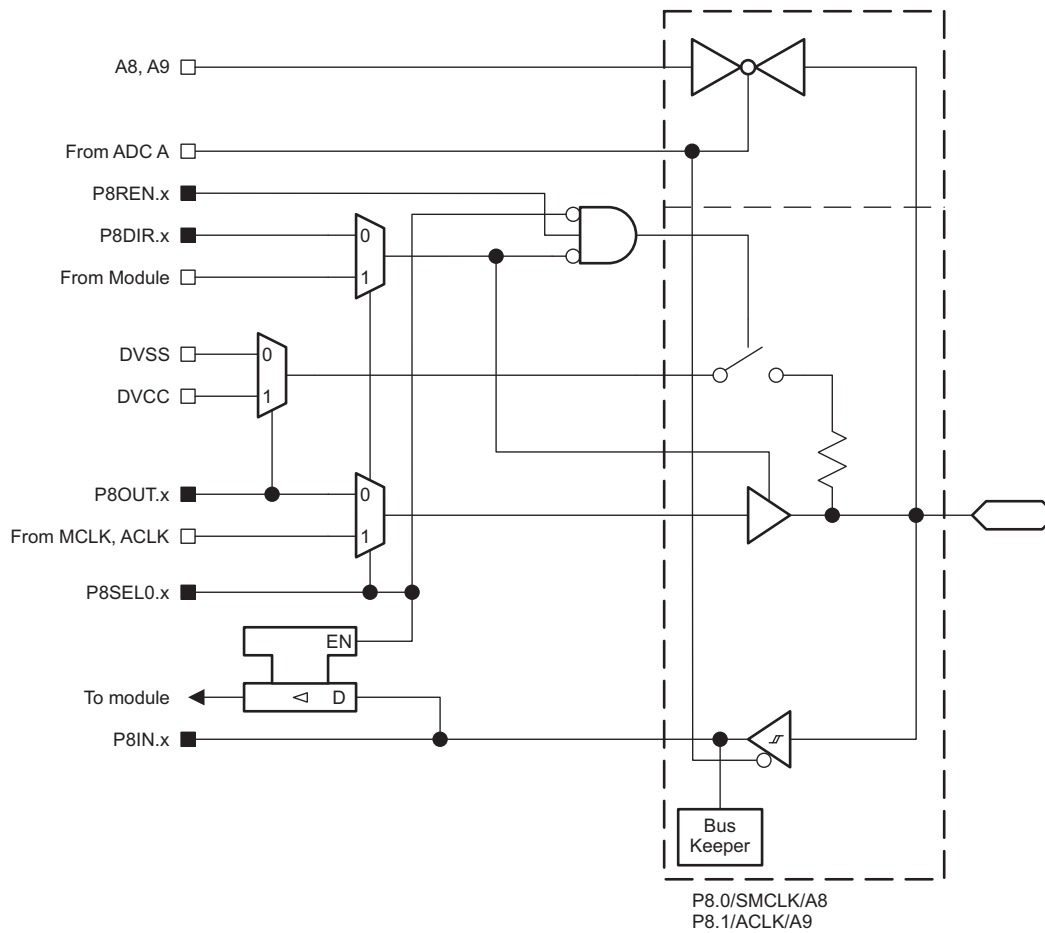 A8, A9
From ADC A
P8REN.x
P8DIR.x
0
From Module
1
DVSS
0
DVCC
1
P8OUT.x
0
From MCLK, ACLK
1
P8SEL0.x
EN
To module
D
P8IN.x
Bus
Keeper
P8.0/SMCLK/A8
P8.1/ACLK/A9